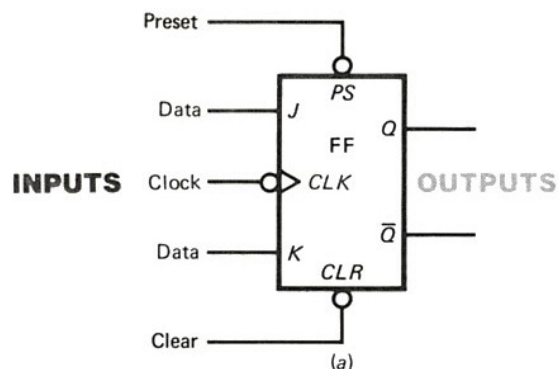 Preset
PS
Data J
Q
FF
INPUTS Clock CLK OUTPUTS
Q̅
Data K
CLR
Clear
(a)